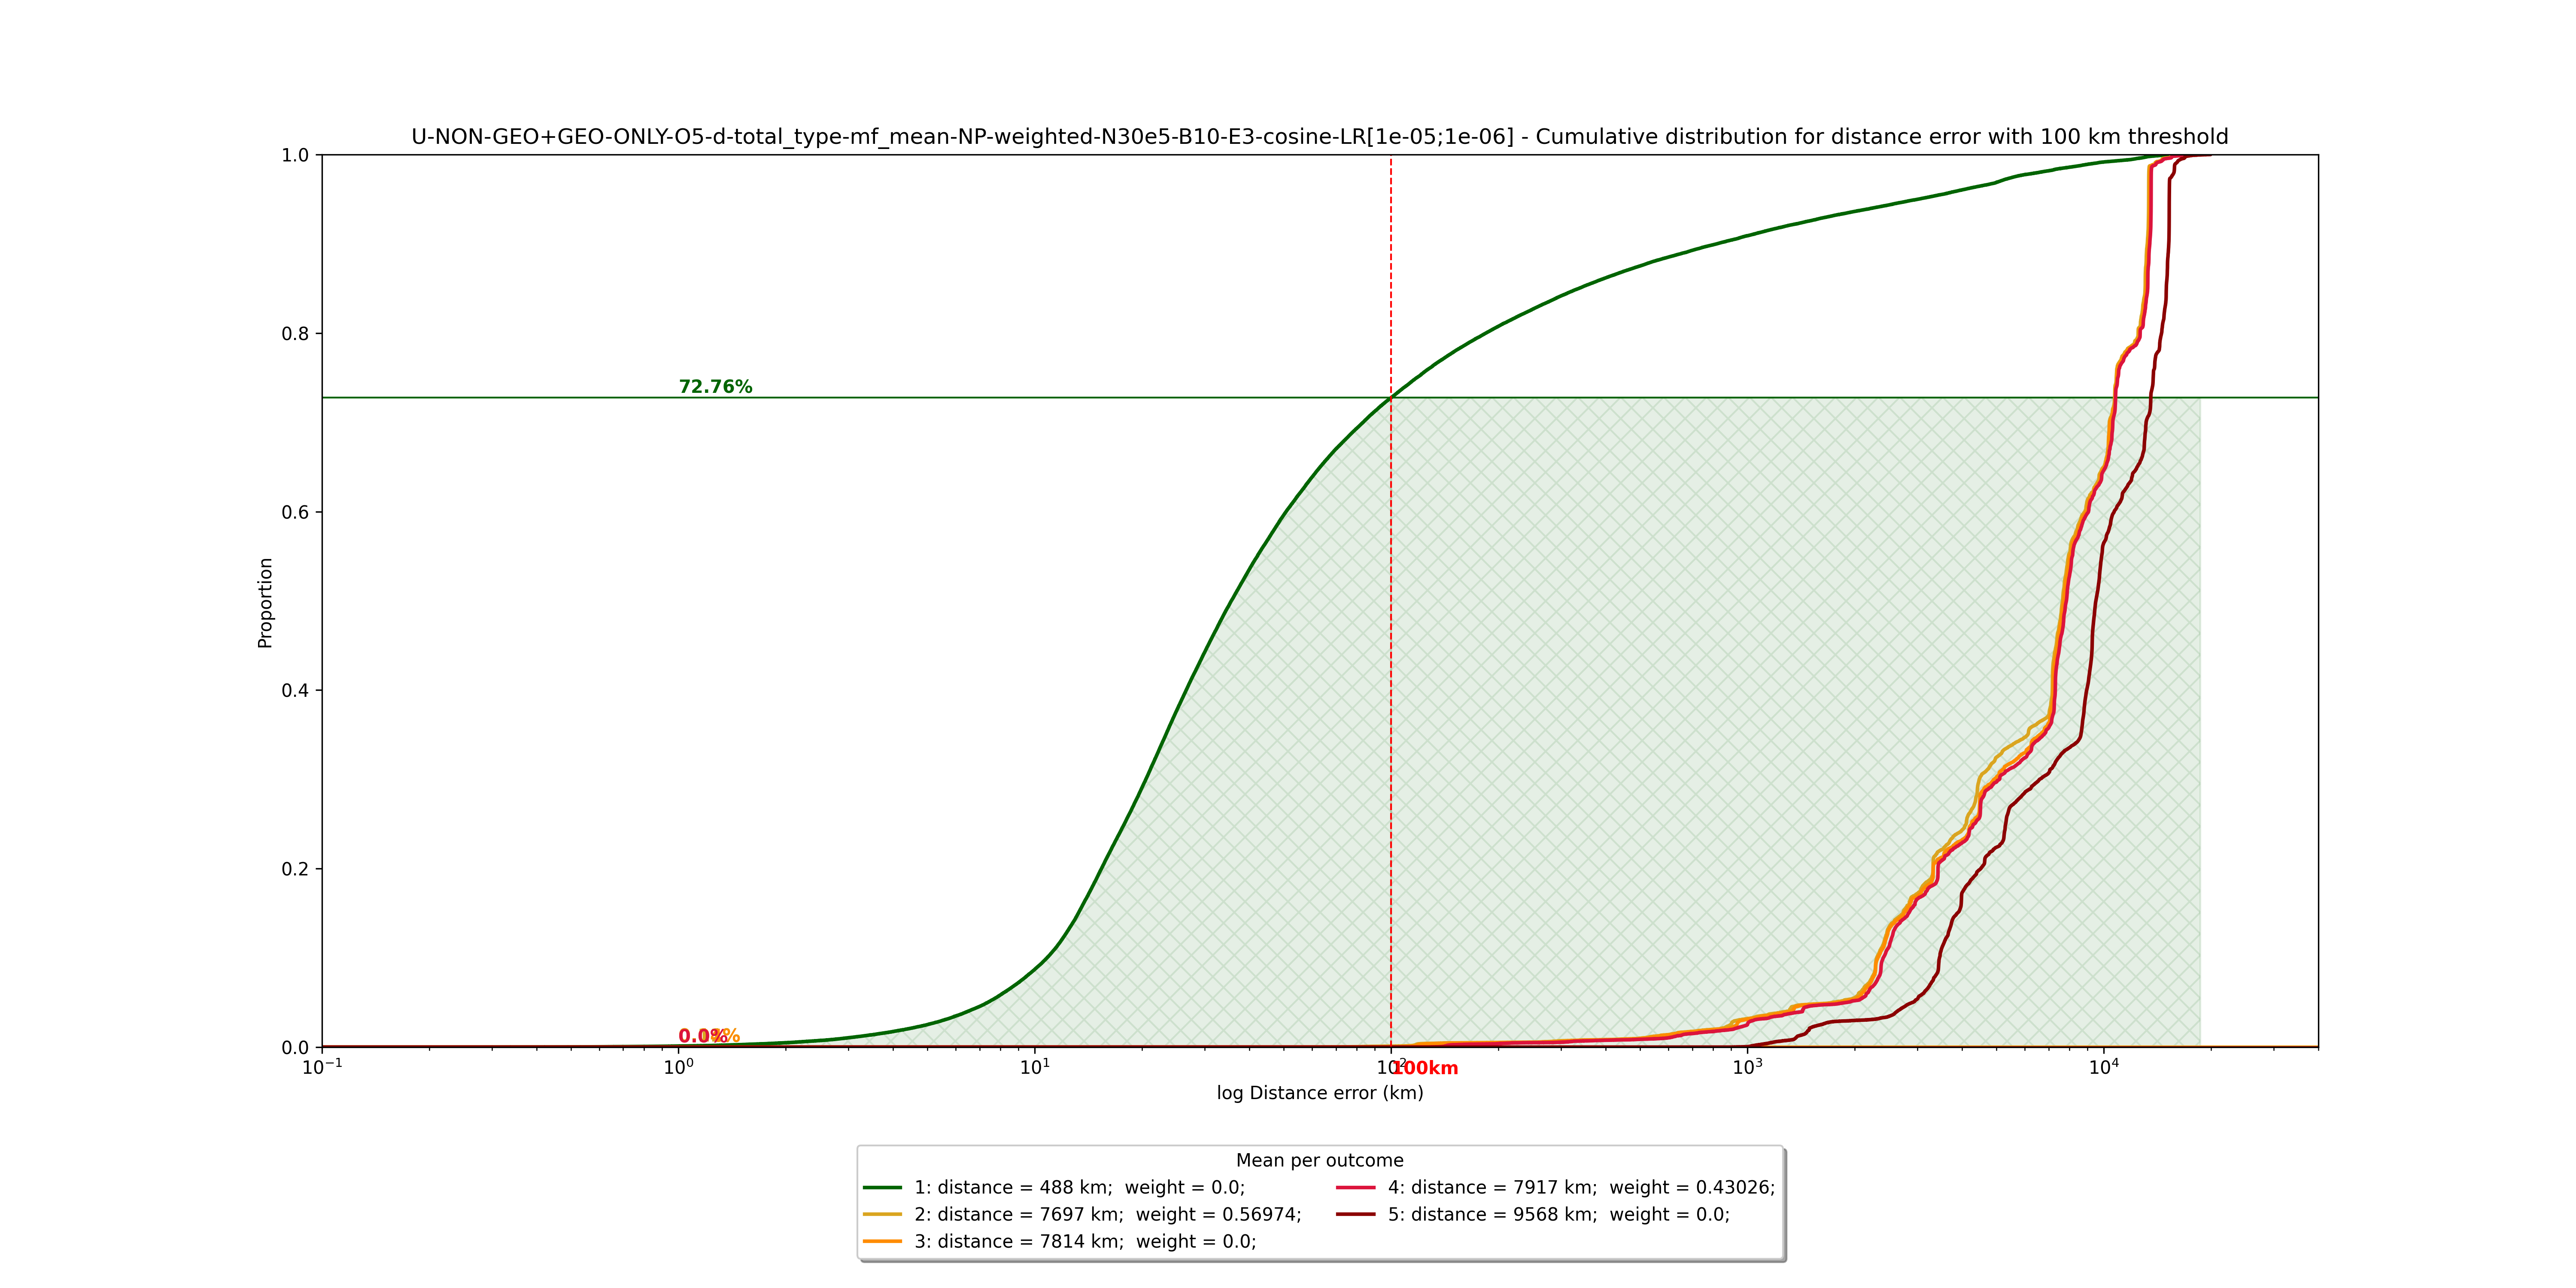 U-NON-GEO+GEO-ONLY-O5-d-total_type-mf_mean-NP-weighted-N30e5-B10-E3-cosine-LR[1e-05;1e-06] - Cumulative distribution for distance error with 100 km threshold
1.0
0.8
72.76%
0.6
Proportion
0.4
0.2
0.0%
0.0
10⁻¹
10⁰
10¹
10²
100km
10³
10⁴
log Distance error (km)
Mean per outcome
1: distance = 488 km;  weight = 0.0;
2: distance = 7697 km;  weight = 0.56974;
3: distance = 7814 km;  weight = 0.0;
4: distance = 7917 km;  weight = 0.43026;
5: distance = 9568 km;  weight = 0.0;